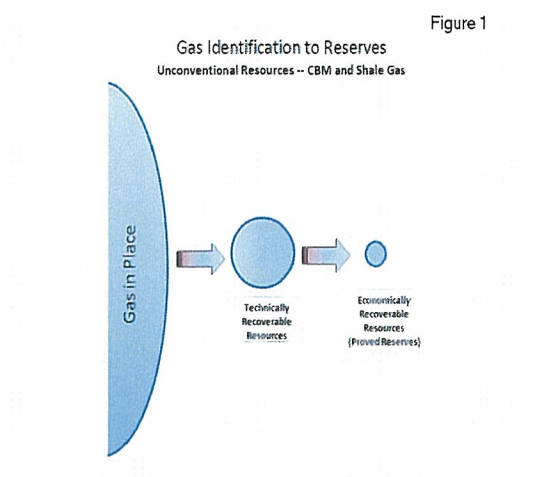 Figure 1
Gas Identification to Reserves
Unconventional Resources -- CBM and Shale Gas
Gas in Place
Technically
Recoverable
Resources
Economically
Recoverable
Resources
(Proved Reserves)